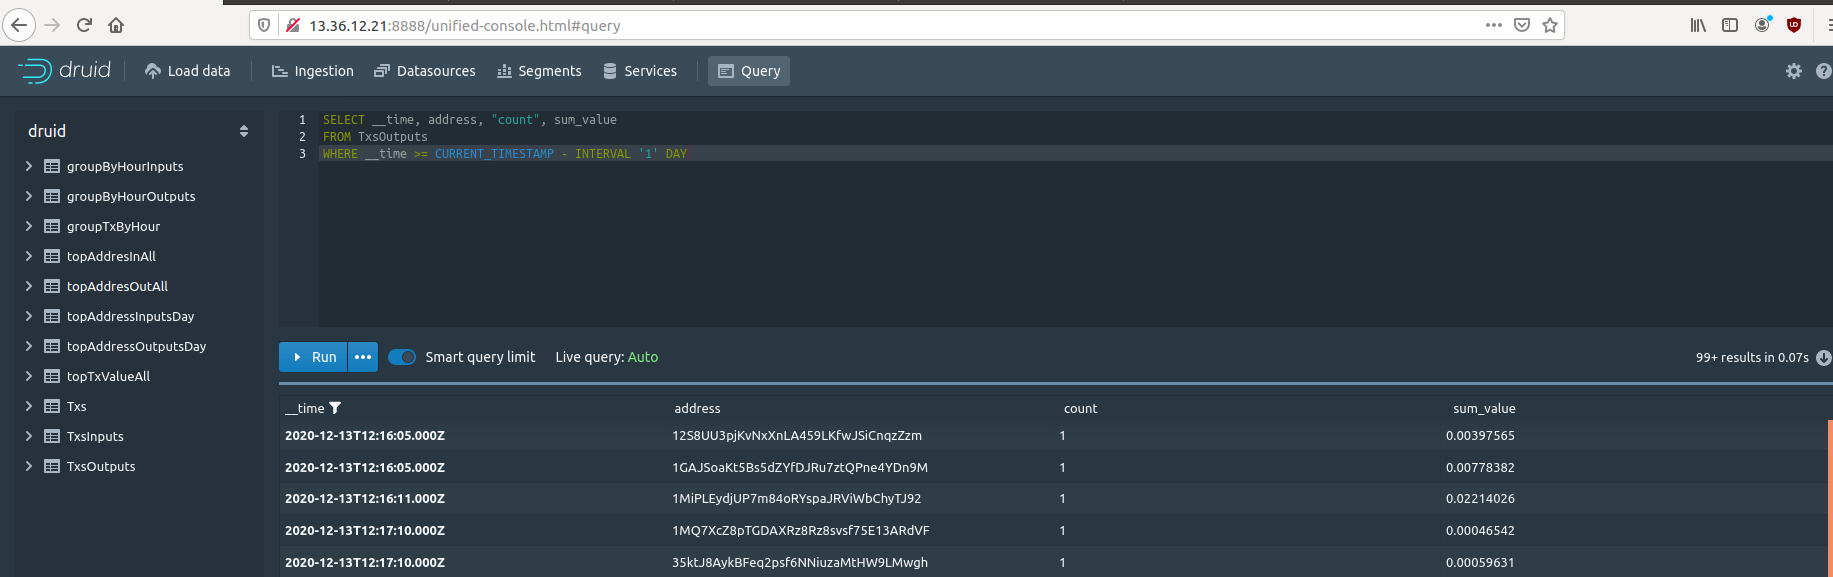 13.36.12.21:8888/unified-console.html#query
druid Load data Ingestion Datasources Segments Services Query
druid
groupByHourInputs
groupByHourOutputs
groupTxByHour
topAddresInAll
topAddresOutAll
topAddressInputsDay
topAddressOutputsDay
topTxValueAll
Txs
TxsInputs
TxsOutputs
1 SELECT __time, address, "count", sum_value
2 FROM TxsOutputs
3 WHERE __time >= CURRENT_TIMESTAMP - INTERVAL '1' DAY
Run Smart query limit Live query: Auto 99+ results in 0.07s
__time address count sum_value
2020-12-13T12:16:05.000Z 12S8UU3pjKvNxXnLA459LKfwJSiCnqzZzm 1 0.00397565
2020-12-13T12:16:05.000Z 1GAJSoaKt5Bs5dZYfDJRu7ztQPne4YDn9M 1 0.00778382
2020-12-13T12:16:11.000Z 1MiPLEydjUP7m84oRYspaJRViWbChyTJ92 1 0.02214026
2020-12-13T12:17:10.000Z 1MQ7XcZ8pTGDAXRz8Rz8svsf75E13ARdVF 1 0.00046542
2020-12-13T12:17:10.000Z 35ktJ8AykBFeq2psf6NNiuzaMtHW9LMwgh 1 0.00059631